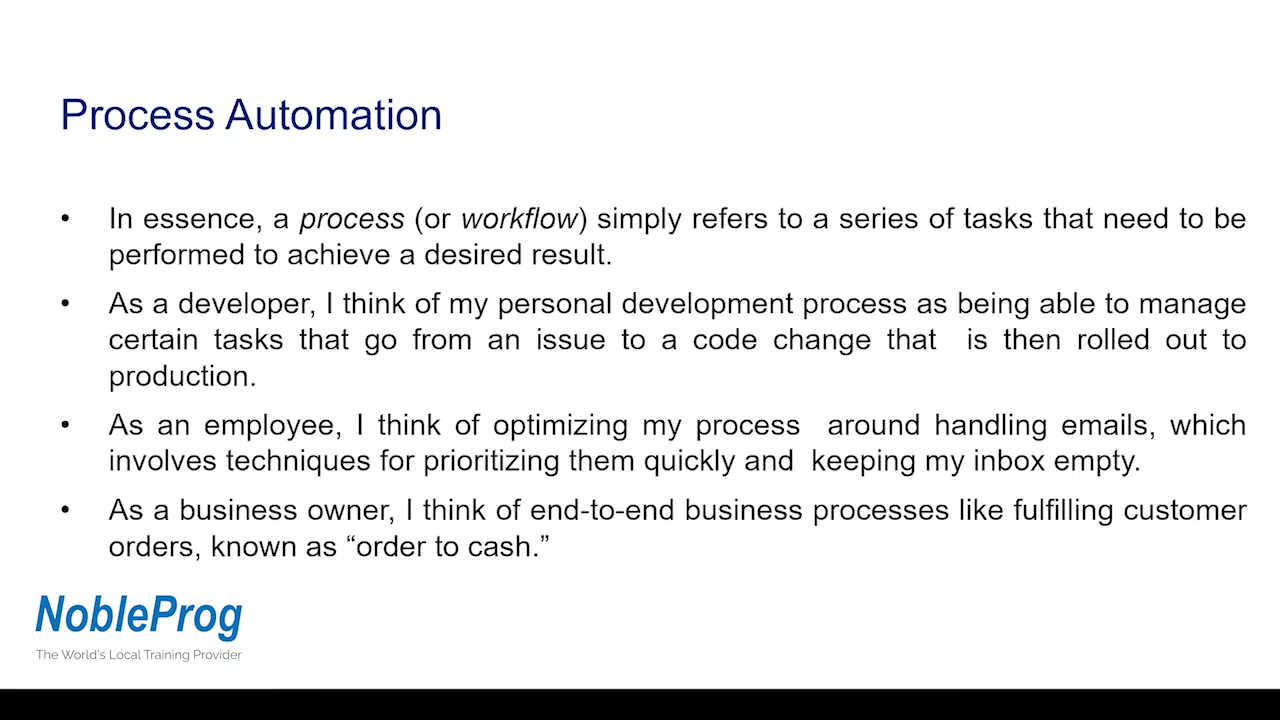 Process Automation
• In essence, a process (or workflow) simply refers to a series of tasks that need to be
performed to achieve a desired result.
• As a developer, I think of my personal development process as being able to manage
certain tasks that go from an issue to a code change that is then rolled out to
production.
• As an employee, I think of optimizing my process around handling emails, which
involves techniques for prioritizing them quickly and keeping my inbox empty.
• As a business owner, I think of end-to-end business processes like fulfilling customer
orders, known as “order to cash.”
NobleProg
The World's Local Training Provider